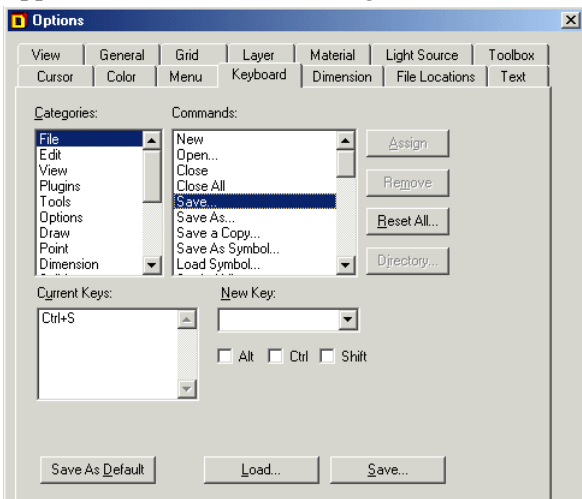 Options
View General Grid Layer Material Light Source Toolbox
Cursor Color Menu Keyboard Dimension File Locations Text
Categories: Commands:
File New Assign
Edit Open...
View Close
Plugins Close All Remove
Tools Save...
Options Save As... Reset All...
Draw Save a Copy...
Point Save As Symbol... Directory...
Dimension Load Symbol...
Current Keys: New Key:
Ctrl+S
Alt Ctrl Shift
Save As Default Load... Save...